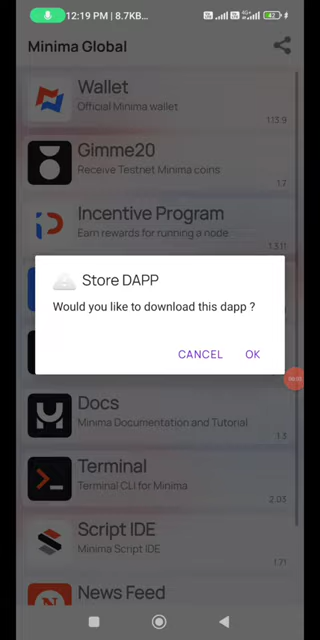 12:19 PM | 8.7KB...
4G+
42
Minima Global
Wallet
Official Minima wallet
1.13.9
Gimme20
Receive Testnet Minima coins
1.7
Incentive Program
Earn rewards for running a node
1.3.11
Store DAPP
Would you like to download this dapp ?
CANCEL
OK
Docs
Minima Documentation and Tutorial
1.3
Terminal
Terminal CLI for Minima
2.03
Script IDE
Minima Script IDE
1.71
News Feed